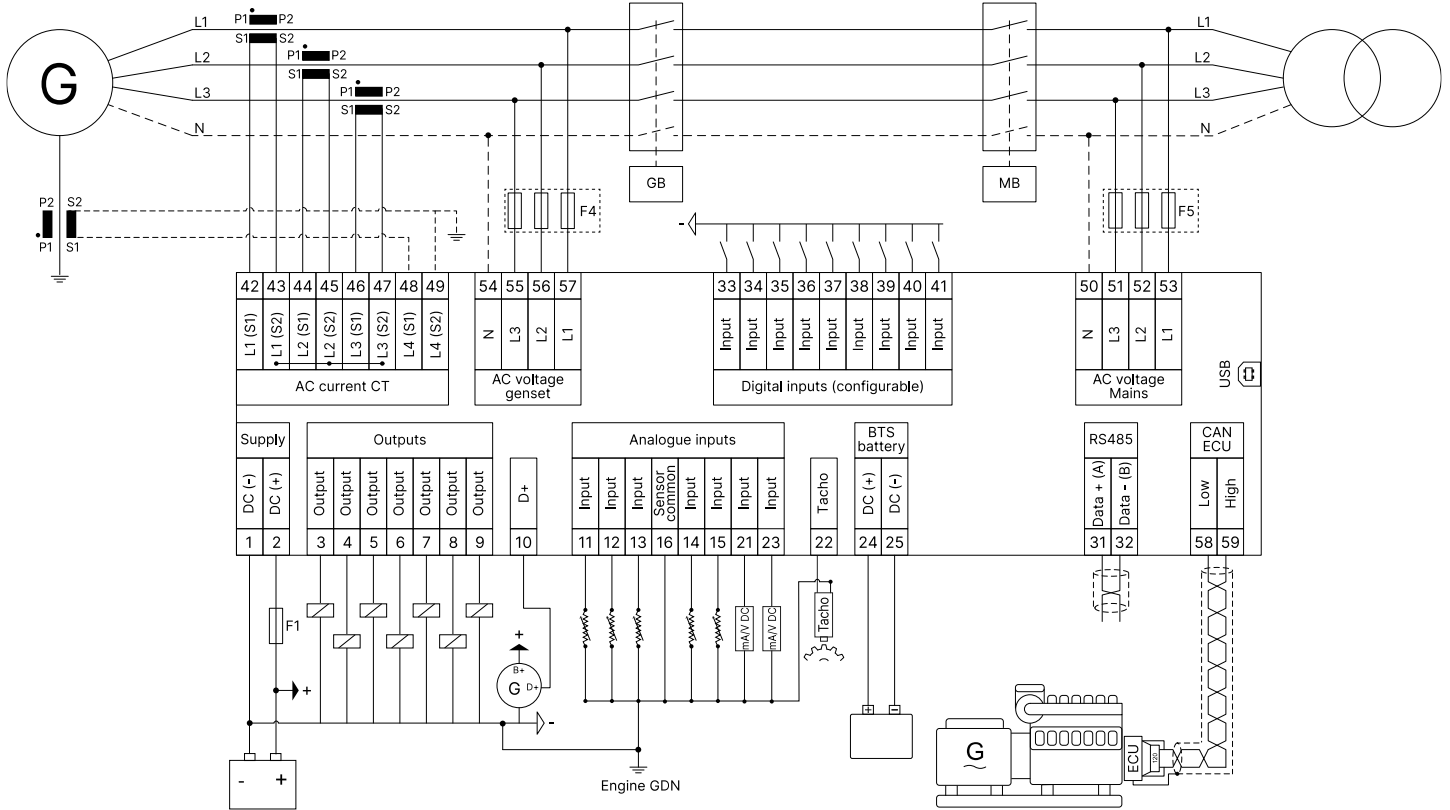 L1 P1 P2 L1
S1 S2
L2 P1 P2 L2
S1 S2
G
L3 P1 P2 L3
S1 S2
N N
GB MB
P2 S2
F4 - F5
P1 S1
42 43 44 45 46 47 48 49 54 55 56 57 33 34 35 36 37 38 39 40 41 50 51 52 53
L1 (S1) L1 (S2) L2 (S1) L2 (S2) L3 (S1) L3 (S2) L4 (S1) L4 (S2) N L3 L2 L1 Input Input Input Input Input Input Input Input Input N L3 L2 L1
USB
AC current CT
AC voltage
genset
Digital inputs (configurable)
AC voltage
Mains
Supply
Outputs
Analogue inputs
BTS
battery
RS485
CAN
ECU
DC (-) DC (+) Output Output Output Output Output Output Output D+ Input Input Input Sensor
common Input Input Input Input Tacho DC (+) DC (-) Data + (A) Data - (B) Low High
1 2 3 4 5 6 7 8 9 10 11 12 13 16 14 15 21 23 22 24 25 31 32 58 59
F1
mA/V DC mA/V DC
Tacho
+
B+
G D+
+
-
+ -
- +
Engine GDN
G
ECU
120